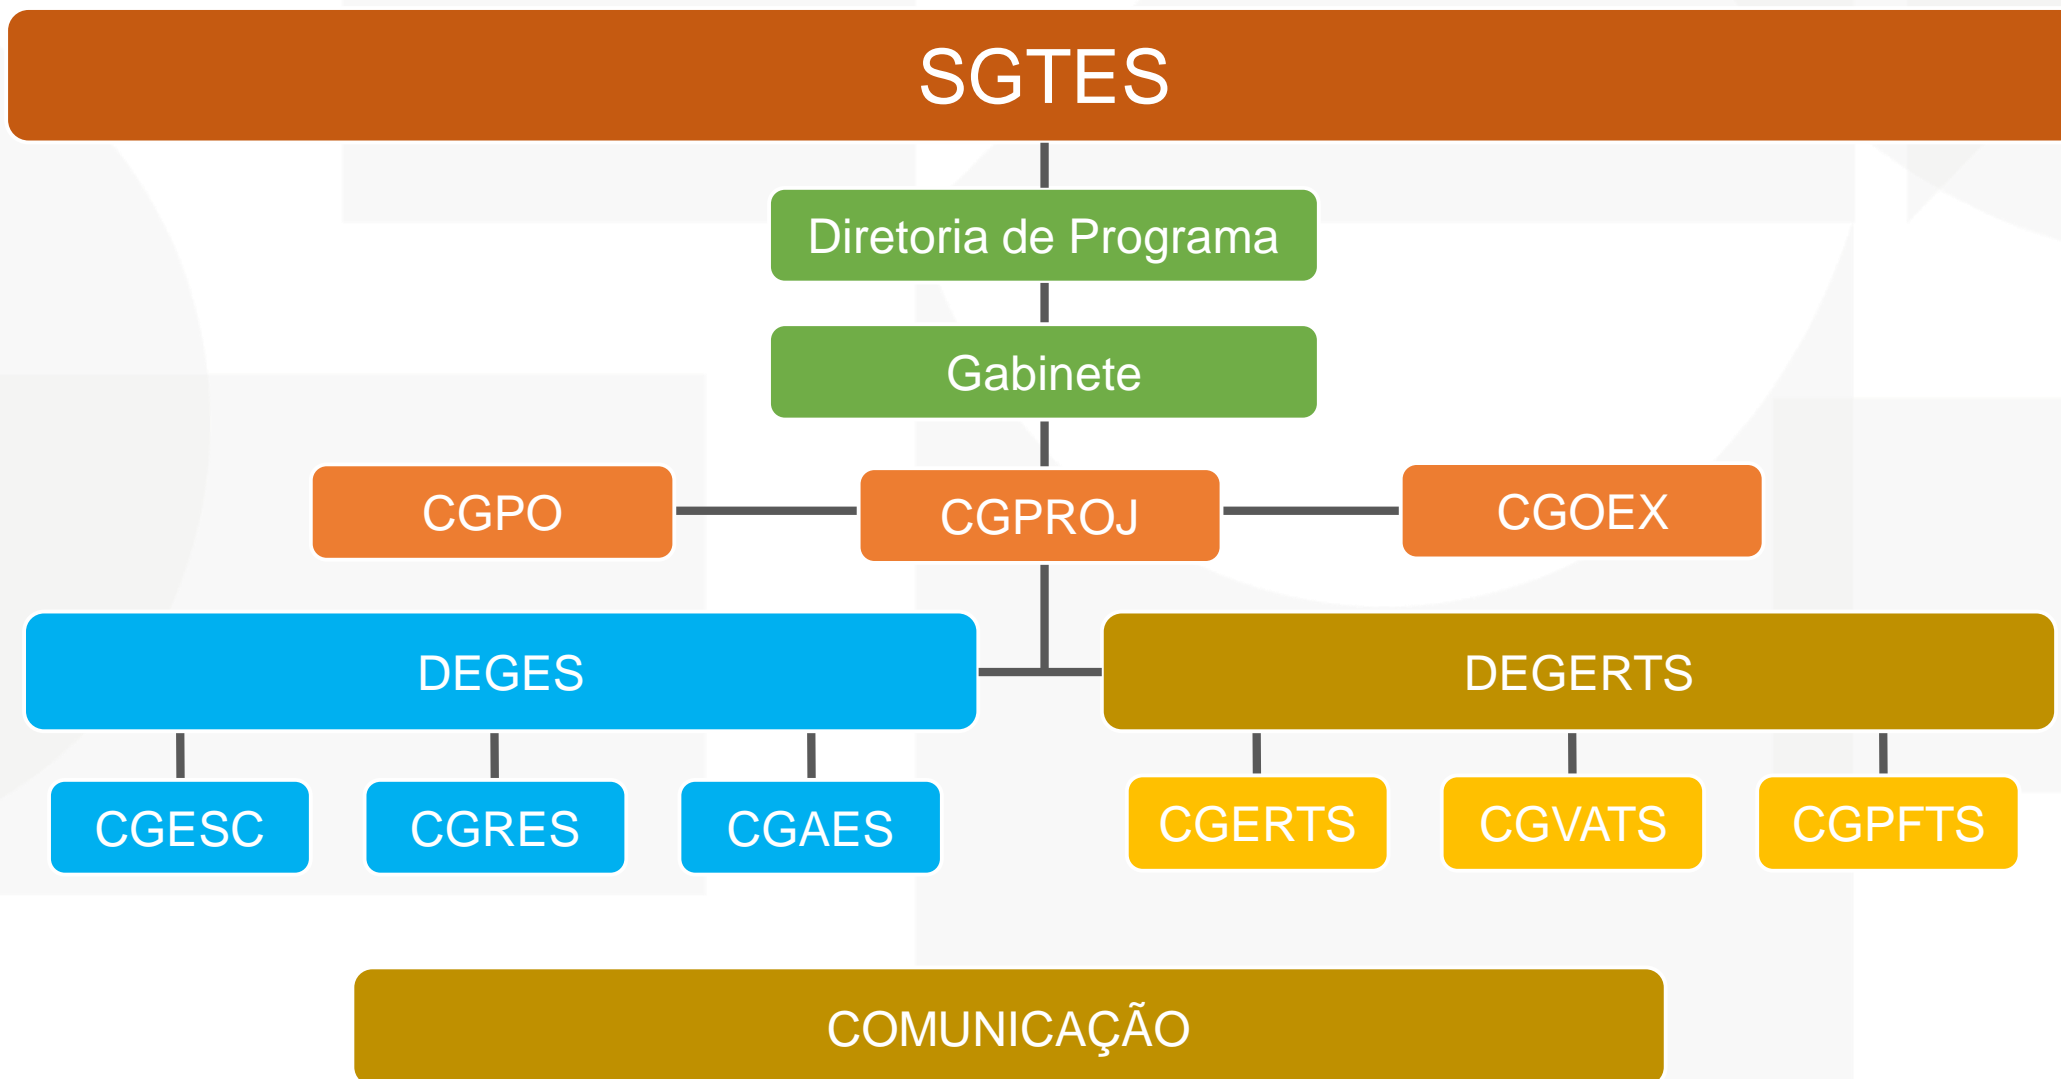 SGTES
Diretoria de Programa
Gabinete
CGPO
CGPROJ
CGOEX
DEGES
DEGERTS
CGESC
CGRES
CGAES
CGERTS
CGVATS
CGPFTS
COMUNICAÇÃO